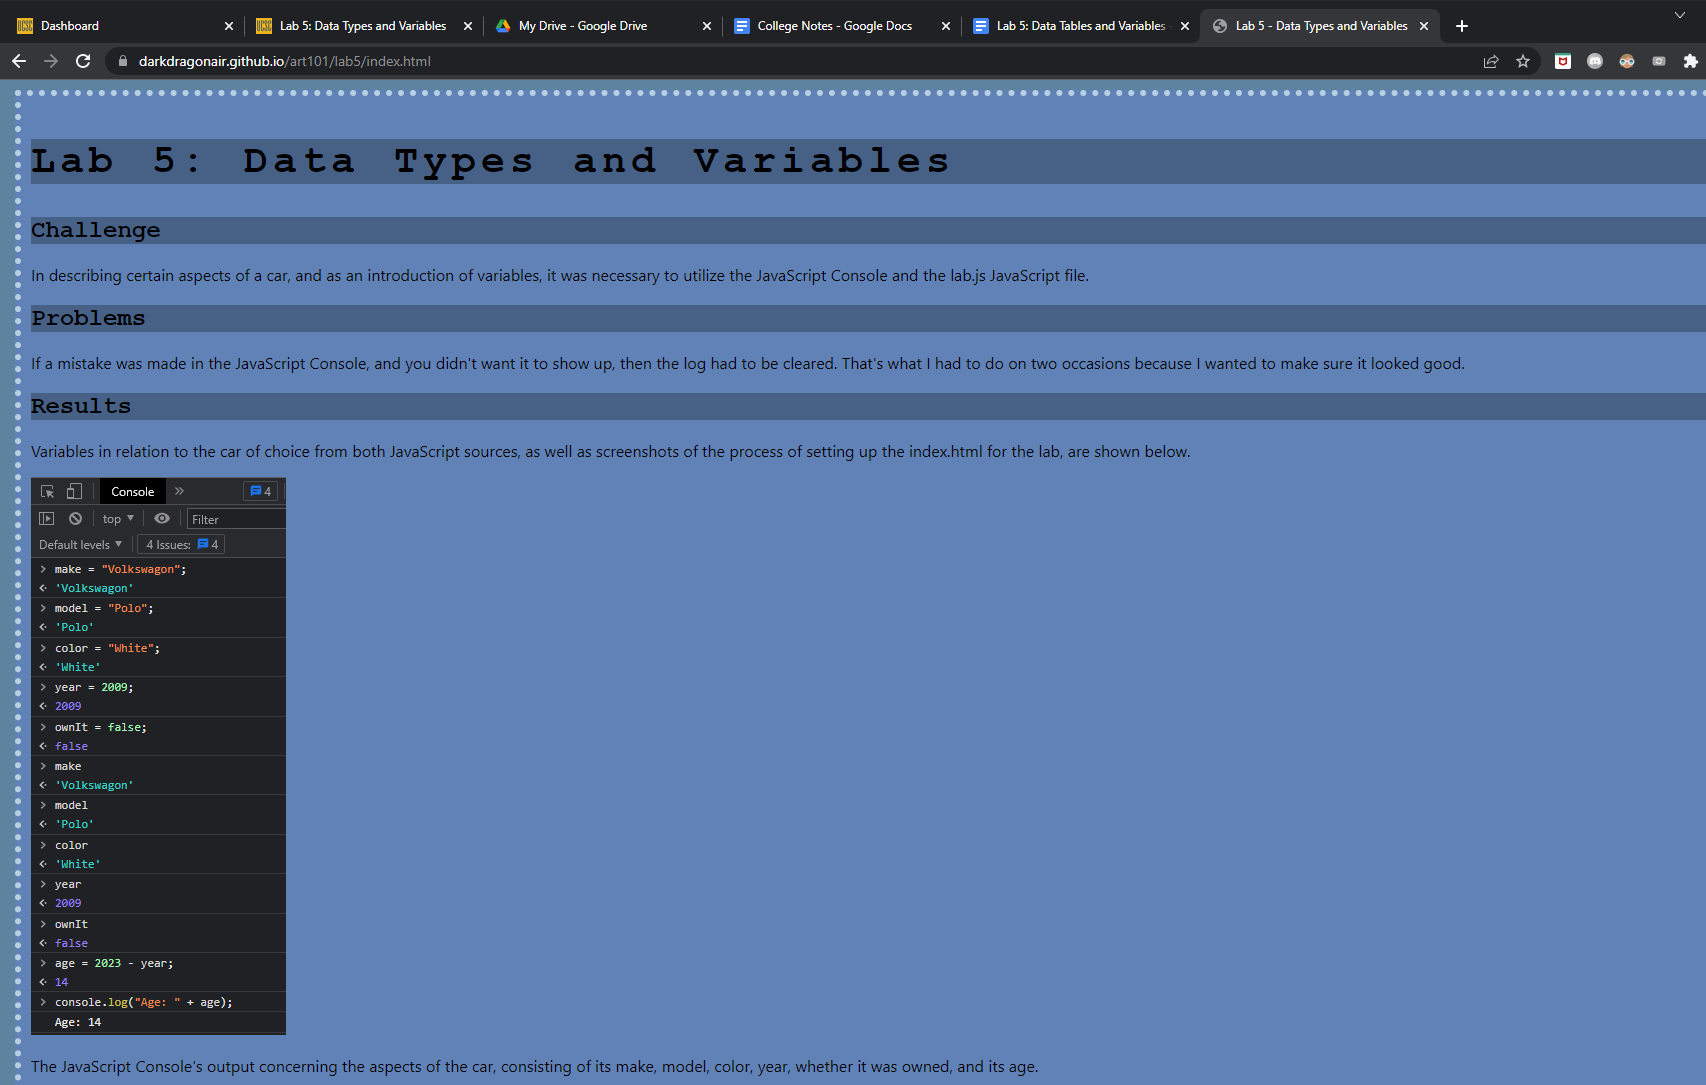 Dashboard
Lab 5: Data Types and Variables
My Drive - Google Drive
College Notes - Google Docs
Lab 5: Data Tables and Variables
Lab 5 - Data Types and Variables
darkdragonair.github.io/art101/lab5/index.html
Lab 5: Data Types and Variables
Challenge
In describing certain aspects of a car, and as an introduction of variables, it was necessary to utilize the JavaScript Console and the lab.js JavaScript file.
Problems
If a mistake was made in the JavaScript Console, and you didn't want it to show up, then the log had to be cleared. That's what I had to do on two occasions because I wanted to make sure it looked good.
Results
Variables in relation to the car of choice from both JavaScript sources, as well as screenshots of the process of setting up the index.html for the lab, are shown below.
Console » 4
top Filter
Default levels 4 Issues: 4
> make = "Volkswagon";
'Volkswagon'
> model = "Polo";
'Polo'
> color = "White";
'White'
> year = 2009;
2009
> ownIt = false;
false
> make
'Volkswagon'
> model
'Polo'
> color
'White'
> year
2009
> ownIt
false
> age = 2023 - year;
14
> console.log("Age: " + age);
Age: 14
The JavaScript Console's output concerning the aspects of the car, consisting of its make, model, color, year, whether it was owned, and its age.